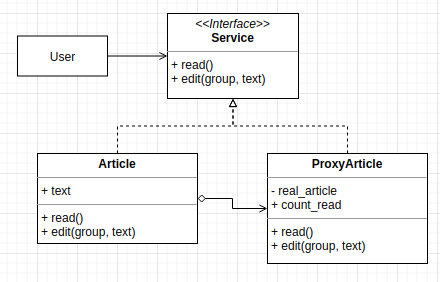 <<Interface>>
Service
User
+ read()
+ edit(group, text)
Article
+ text
+ read()
+ edit(group, text)
ProxyArticle
- real_article
+ count_read
+ read()
+ edit(group, text)